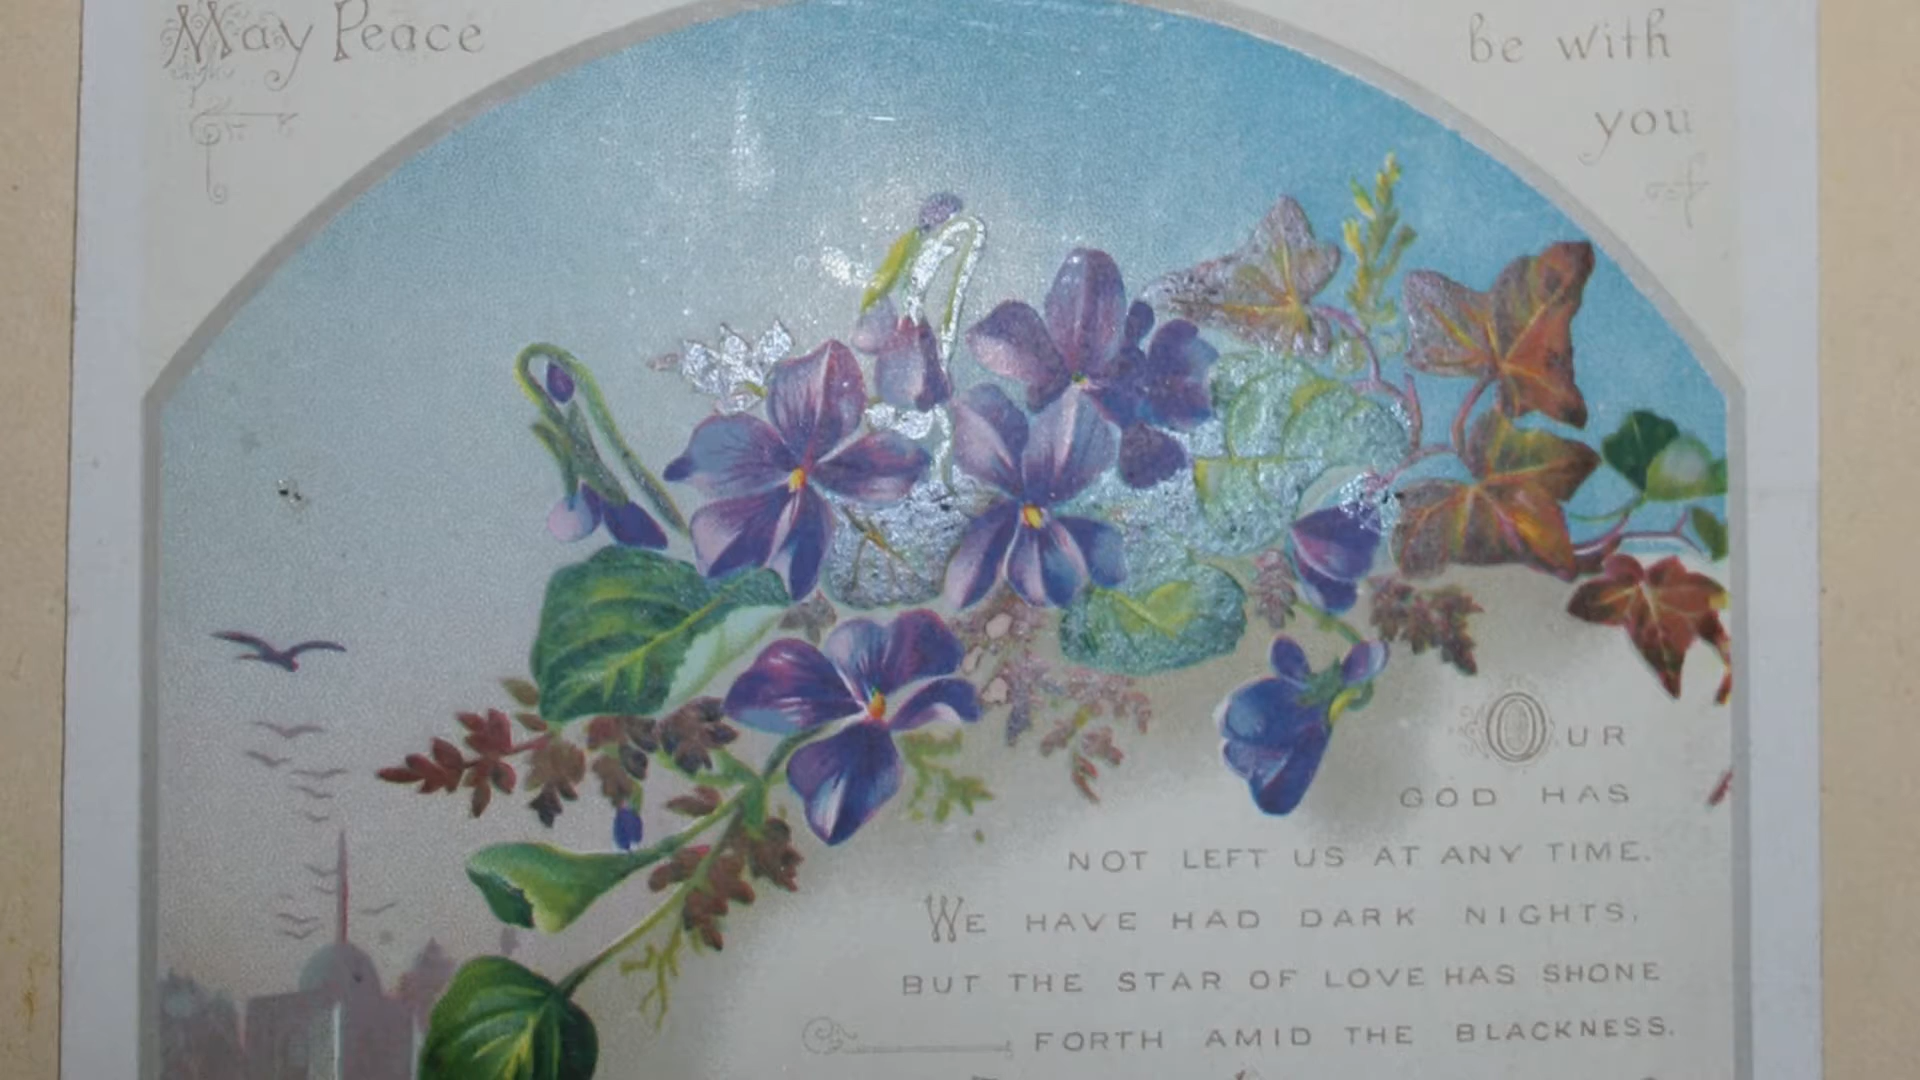 May Peace
be with
you
OUR
GOD HAS
NOT LEFT US AT ANY TIME.
WE HAVE HAD DARK NIGHTS,
BUT THE STAR OF LOVE HAS SHONE
FORTH AMID THE BLACKNESS.